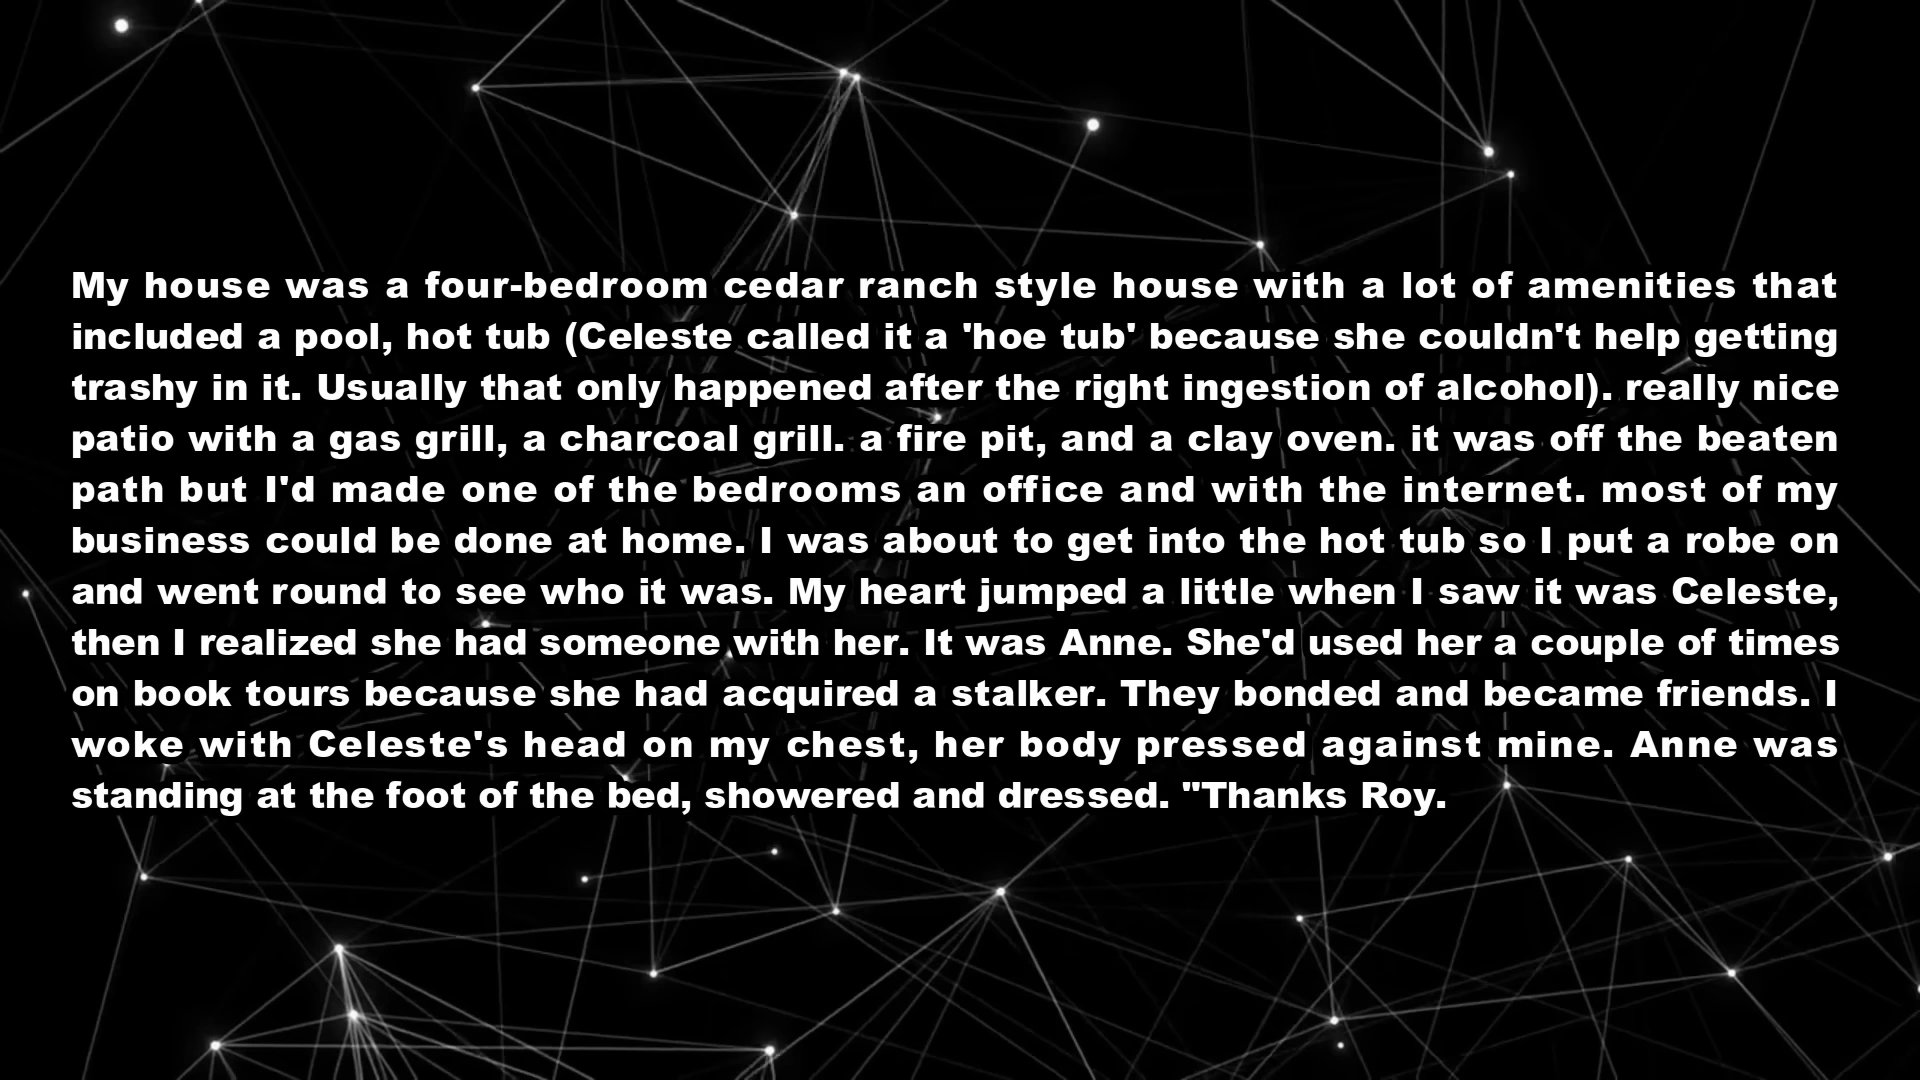 My house was a four-bedroom cedar ranch style house with a lot of amenities that
included a pool, hot tub (Celeste called it a 'hoe tub' because she couldn't help getting
trashy in it. Usually that only happened after the right ingestion of alcohol). really nice
patio with a gas grill, a charcoal grill. a fire pit, and a clay oven. it was off the beaten
path but I'd made one of the bedrooms an office and with the internet. most of my
business could be done at home. I was about to get into the hot tub so I put a robe on
and went round to see who it was. My heart jumped a little when I saw it was Celeste,
then I realized she had someone with her. It was Anne. She'd used her a couple of times
on book tours because she had acquired a stalker. They bonded and became friends. I
woke with Celeste's head on my chest, her body pressed against mine. Anne was
standing at the foot of the bed, showered and dressed. "Thanks Roy.